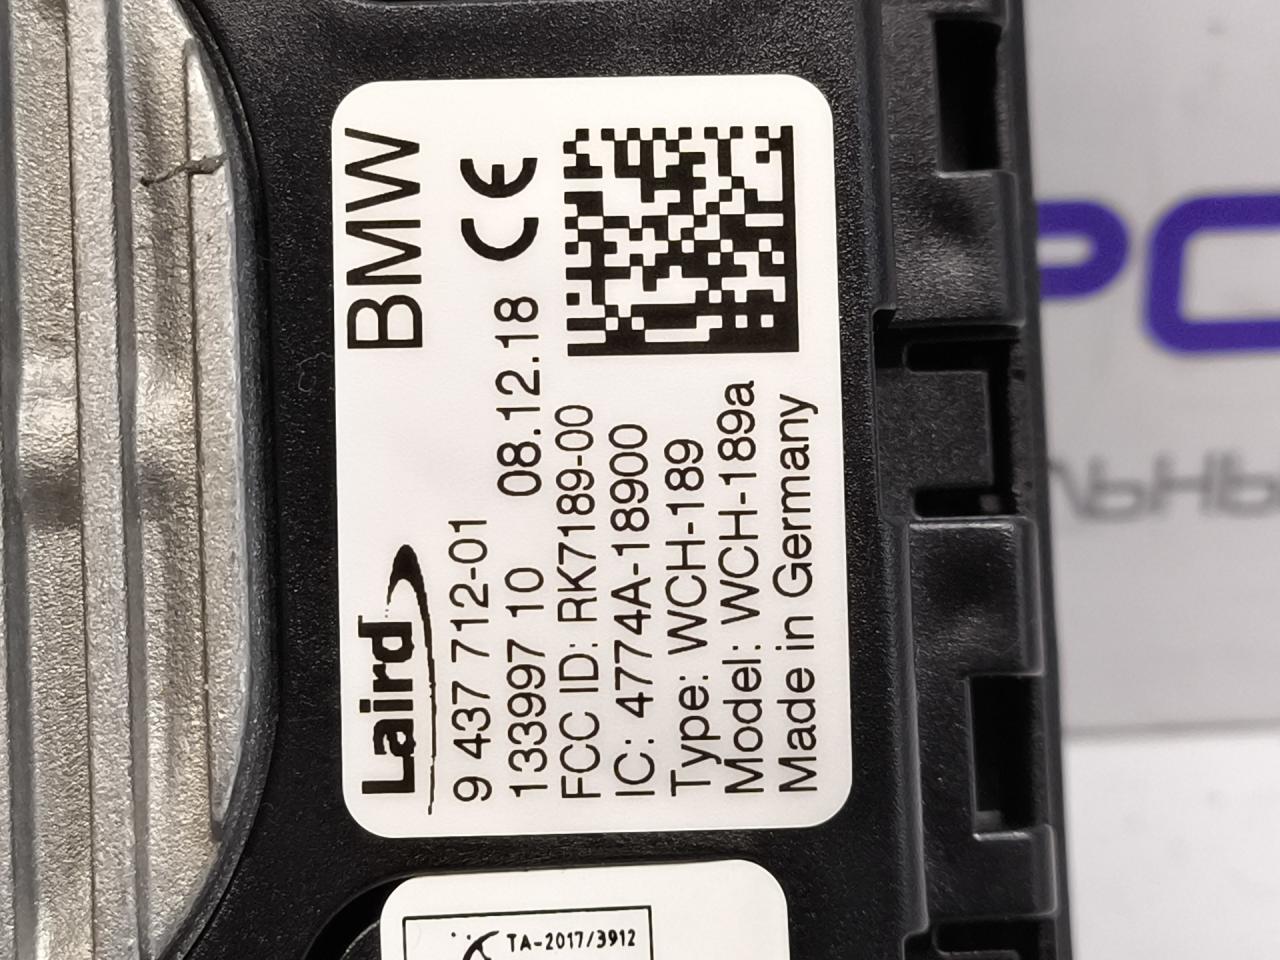 Laird
BMW
9 437 712-01
133997 10
08.12.18
CE
FCC ID: RK7189-00
IC: 4774A-18900
Type: WCH-189
Model: WCH-189a
Made in Germany
TA-2017/3912